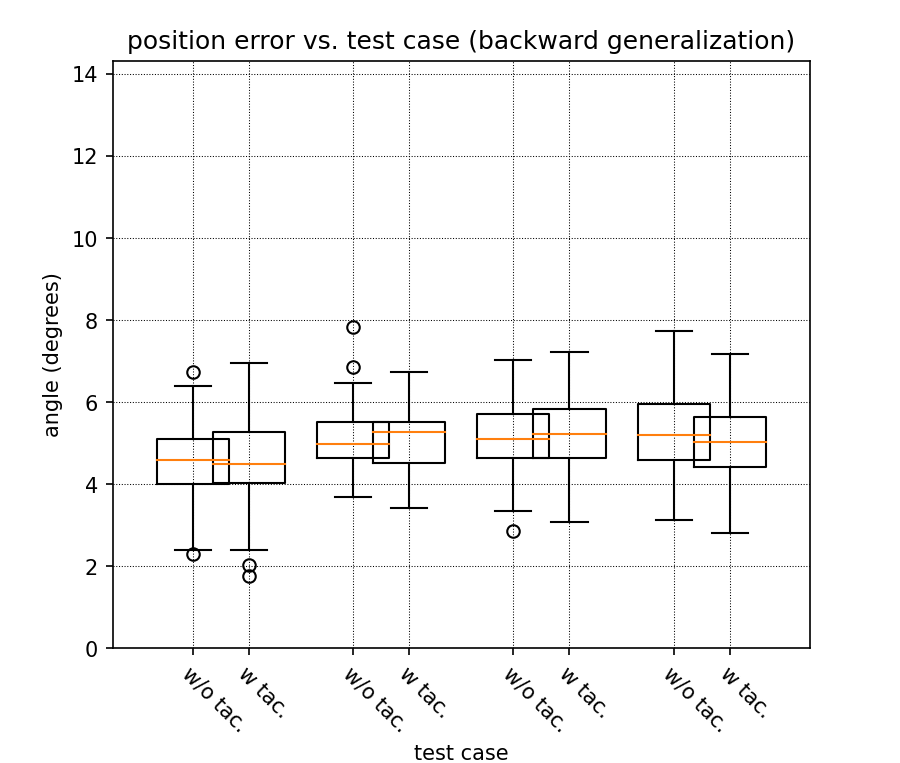 position error vs. test case (backward generalization)
14
12
10
8
6
4
2
0
angle (degrees)
w/o tac.
w tac.
w/o tac.
w tac.
w/o tac.
w tac.
w/o tac.
w tac.
test case